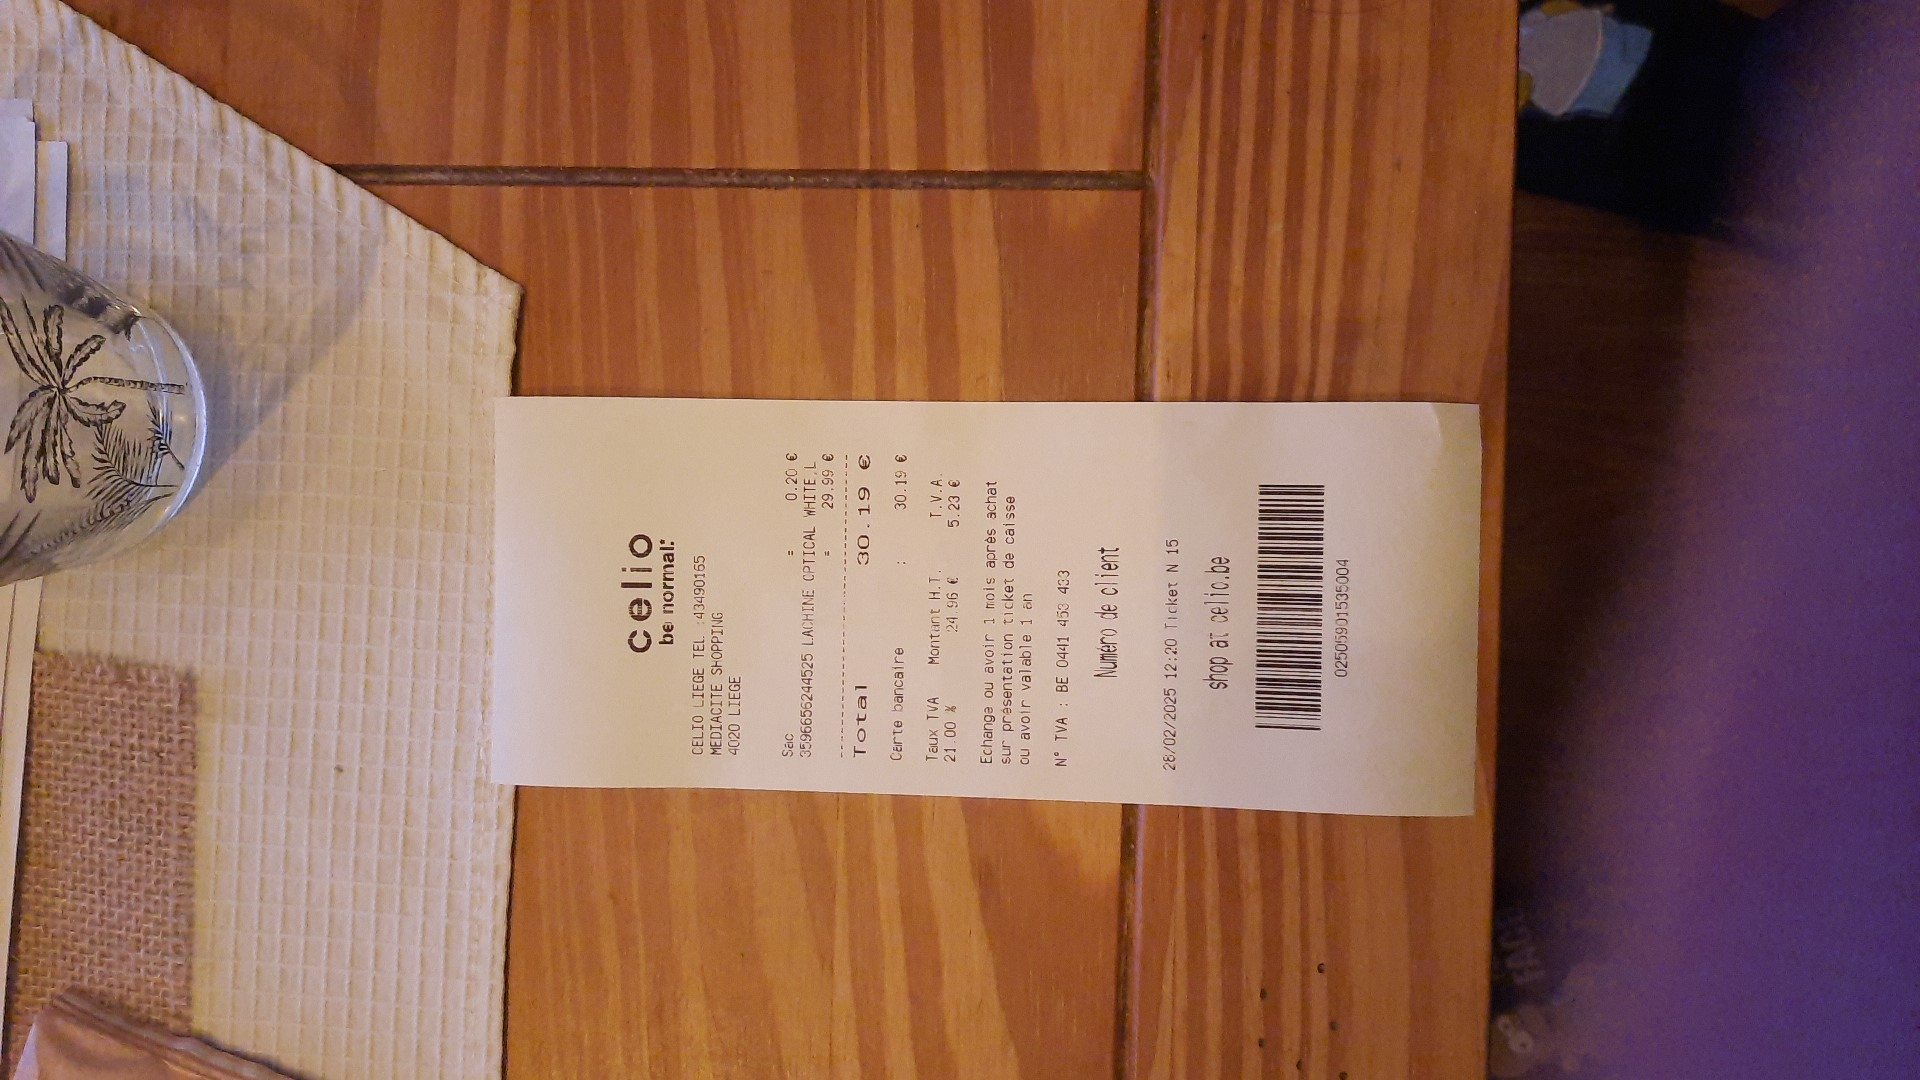 celio
be normal*
CELIO LIEGE TEL :43490165
MEDIACITE SHOPPING
4020 LIEGE
Sac = 0.20 €
3596656244525 LACHINE OPTICAL WHITE.L
= 29.99 €
Total 30.19 €
Carte bancaire : 30.19 €
Taux TVA Montant H.T. T.V.A.
21.00 % 24.96 € 5.23 €
Echange ou avoir 1 mois après achat
sur présentation ticket de caisse
ou avoir valable 1 an
N° TVA : BE 0441 453 433
Numéro de client
28/02/2025 12:20 Ticket N 15
shop at celio.be
02505901535004